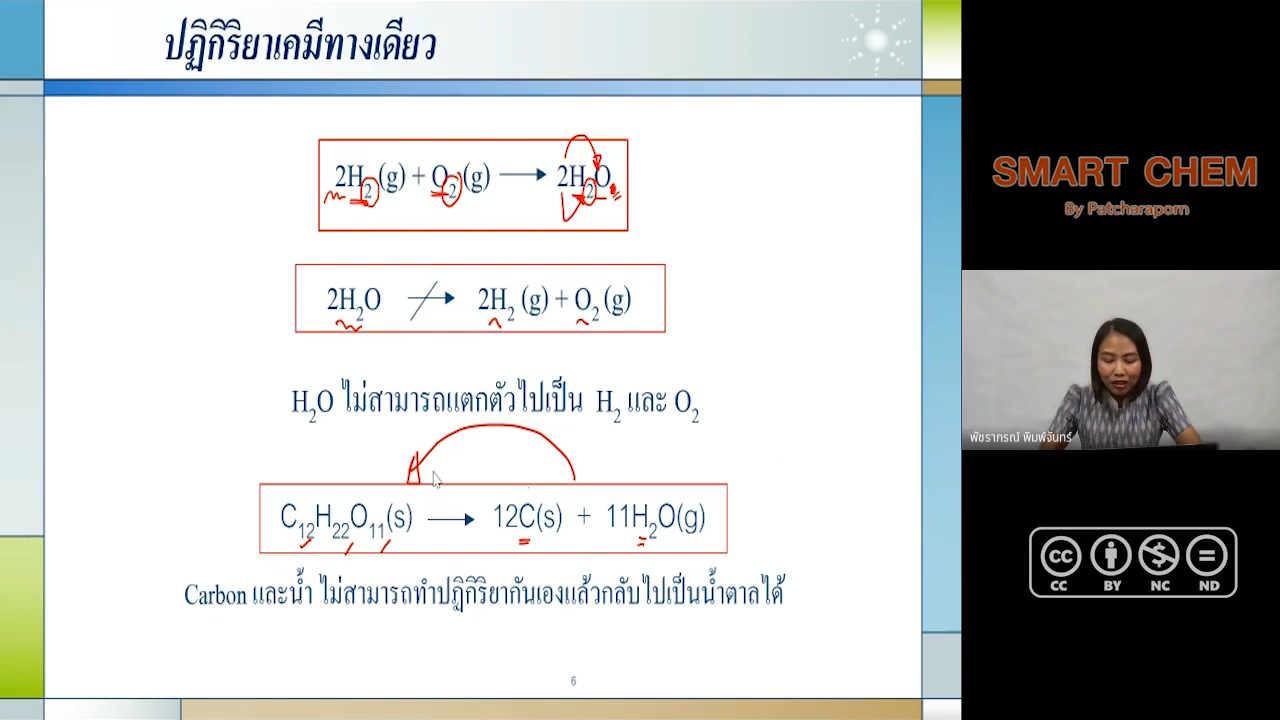 ปฏิกิริยาเคมีทางเดียว
2H₂(g) + O₂(g) ⟶ 2H₂O
2H₂O ↛ 2H₂ (g) + O₂ (g)
H₂O ไม่สามารถแตกตัวไปเป็น H₂ และ O₂
C₁₂H₂₂O₁₁(s) ⟶ 12C(s) + 11H₂O(g)
Carbon และน้ำ ไม่สามารถทำปฏิกิริยากันเองแล้วกลับไปเป็นน้ำตาลได้
6
SMART CHEM
By Patcharaporn
พัชราภรณ์ พิมพ์จันทร์
CC BY NC ND